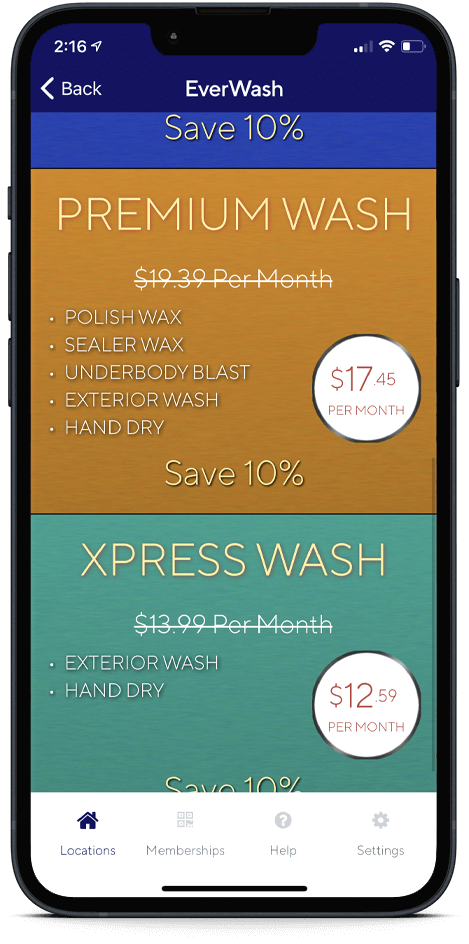 2:16
Back
EverWash
Save 10%
PREMIUM WASH
$19.39 Per Month
• POLISH WAX
• SEALER WAX
• UNDERBODY BLAST
• EXTERIOR WASH
• HAND DRY
$17.45
PER MONTH
Save 10%
XPRESS WASH
$13.99 Per Month
• EXTERIOR WASH
• HAND DRY
$12.59
PER MONTH
Save 10%
Locations Memberships Help Settings